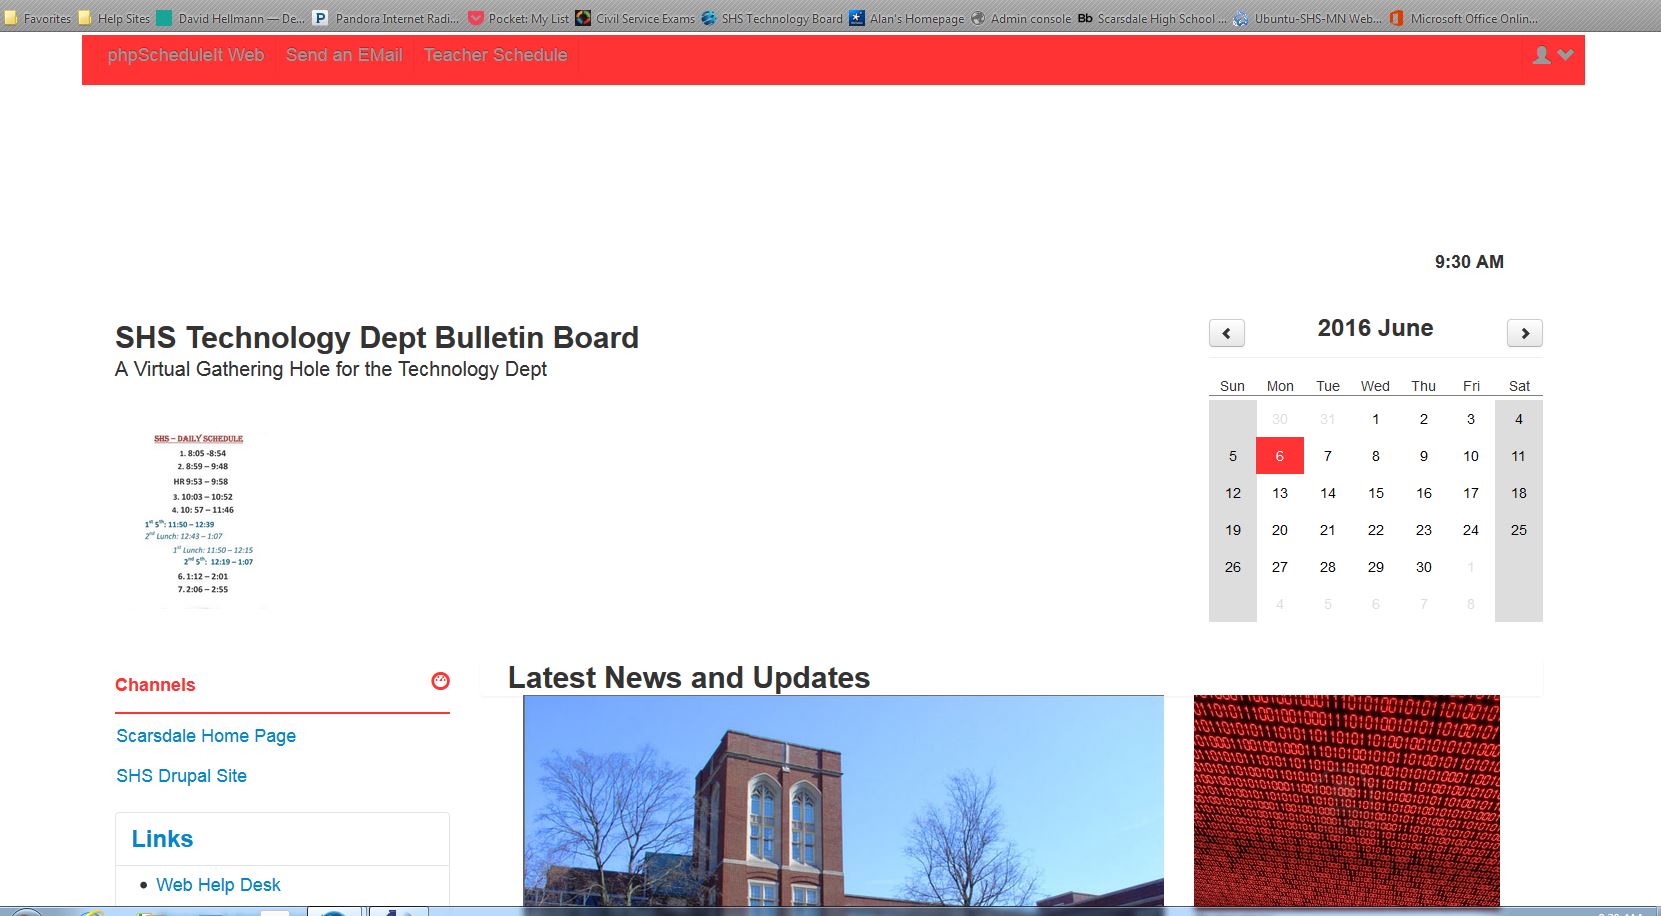 Favorites Help Sites David Hellmann — De... Pandora Internet Radi... Pocket: My List Civil Service Exams SHS Technology Board Alan's Homepage Admin console Bb Scarsdale High School ... Ubuntu-SHS-MN Web... Microsoft Office Onlin...
phpScheduleIt Web Send an EMail Teacher Schedule
9:30 AM
SHS Technology Dept Bulletin Board
A Virtual Gathering Hole for the Technology Dept
2016 June
Sun Mon Tue Wed Thu Fri Sat
30 31 1 2 3 4
5 6 7 8 9 10 11
12 13 14 15 16 17 18
19 20 21 22 23 24 25
26 27 28 29 30 1
4 5 6 7 8
SHS – DAILY SCHEDULE
1. 8:05 -8:54
2. 8:59 – 9:48
HR 9:53 – 9:58
3. 10:03 – 10:52
4. 10: 57 – 11:46
1st 5th: 11:50 – 12:39
2nd Lunch: 12:43 – 1:07
1st Lunch: 11:50 – 12:15
2nd 5th: 12:19 – 1:07
6. 1:12 – 2:01
7. 2:06 – 2:55
Channels
Scarsdale Home Page
SHS Drupal Site
Links
Web Help Desk
Latest News and Updates